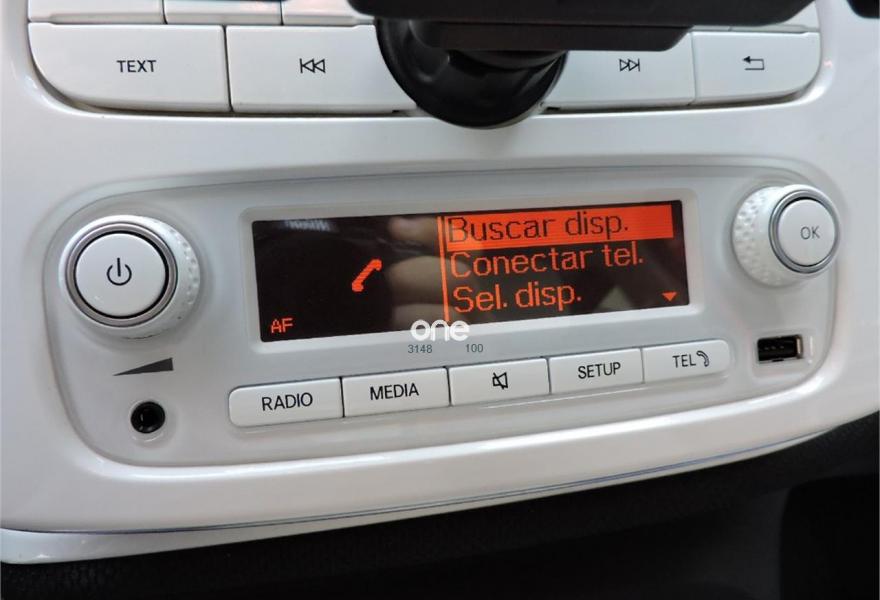 TEXT
OK
Buscar disp.
Conectar tel.
Sel. disp.
AF
one
3148 100
RADIO
MEDIA
SETUP
TEL